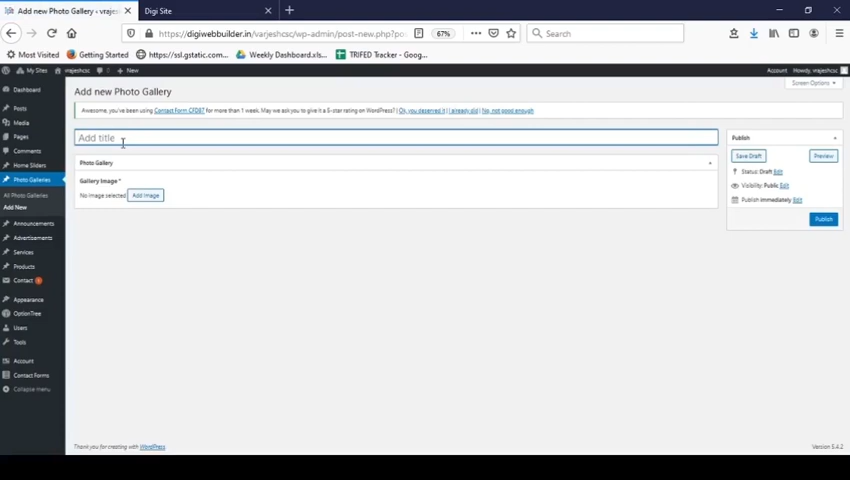 Add new Photo Gallery ‹ vrajeshcsc
Digi Site
https://digiwebbuilder.in/varjeshcsc/wp-admin/post-new.php?po
67%
Search
Most Visited
Getting Started
https://ssl.gstatic.com...
Weekly Dashboard.xls...
TRIFED Tracker - Goog...
My Sites
vrajeshcsc
New
Account
Howdy, vrajeshcsc
Screen Options
Dashboard
Posts
Media
Pages
Comments
Home Sliders
Photo Galleries
All Photo Galleries
Add New
Announcements
Advertisements
Services
Products
Contact
Appearance
OptionTree
Users
Tools
Account
Contact Forms
Collapse menu
Add new Photo Gallery
Awesome, you've been using Contact Form CFDB7 for more than 1 week. May we ask you to give it a 5-star rating on WordPress? | Ok, you deserved it | I already did | No, not good enough
Add title
Photo Gallery
Gallery Image *
No image selected
Add Image
Publish
Save Draft
Preview
Status: Draft Edit
Visibility: Public Edit
Publish immediately Edit
Publish
Thank you for creating with WordPress
Version 5.4.2